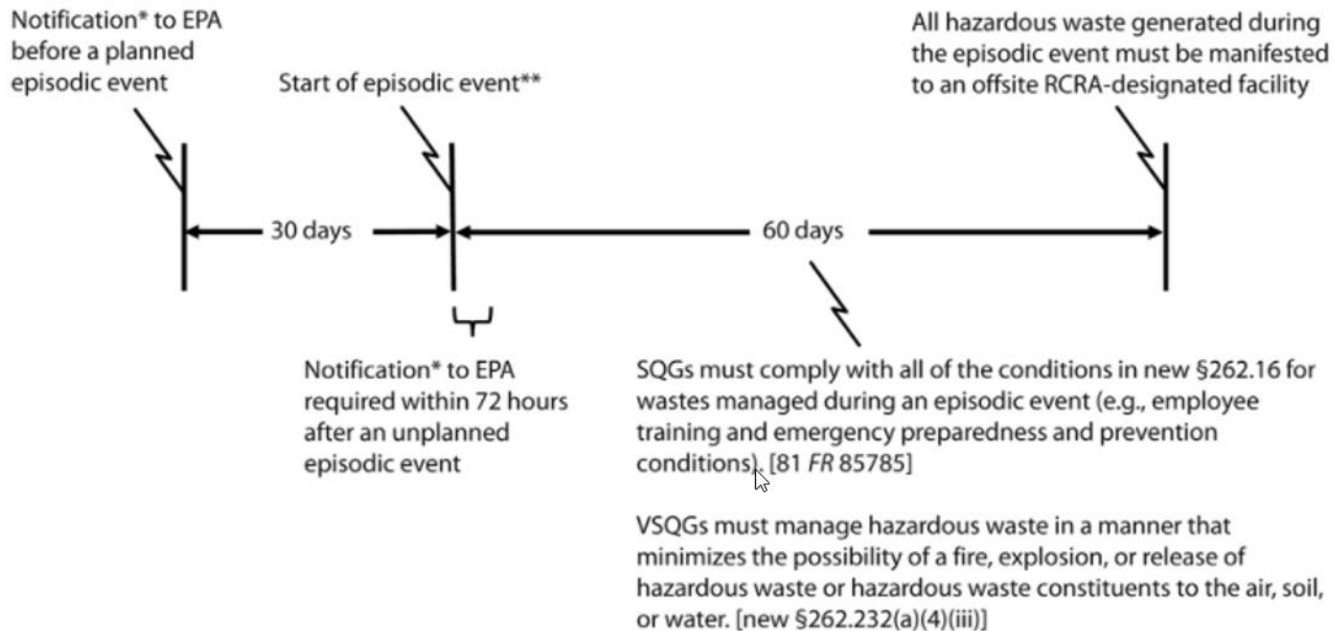 Notification* to EPA
before a planned
episodic event
Start of episodic event**
All hazardous waste generated during
the episodic event must be manifested
to an offsite RCRA-designated facility
30 days
60 days
Notification* to EPA
required within 72 hours
after an unplanned
episodic event
SQGs must comply with all of the conditions in new §262.16 for
wastes managed during an episodic event (e.g., employee
training and emergency preparedness and prevention
conditions). [81 FR 85785]
VSQGs must manage hazardous waste in a manner that
minimizes the possibility of a fire, explosion, or release of
hazardous waste or hazardous waste constituents to the air, soil,
or water. [new §262.232(a)(4)(iii)]